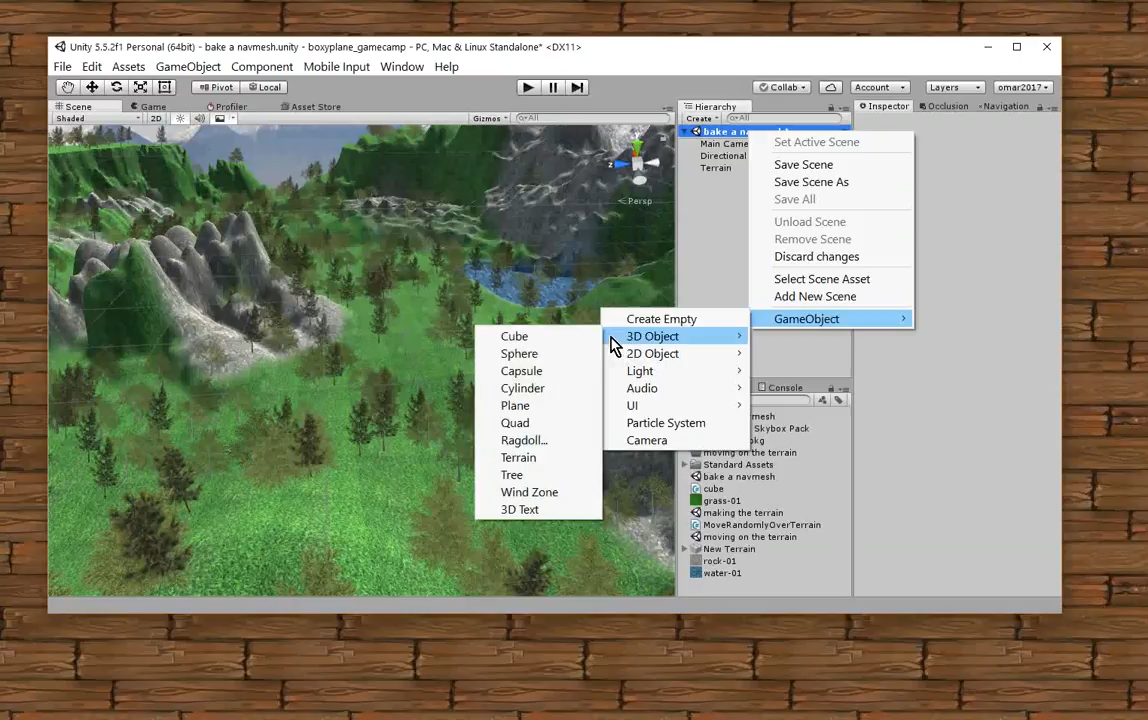 Unity 5.5.2f1 Personal (64bit) - bake a navmesh.unity - boxyplane_gamecamp - PC, Mac & Linux Standalone* <DX11>
File Edit Assets GameObject Component Mobile Input Window Help
Pivot Local Collab Account Layers omar2017
Scene Game Profiler Asset Store
Shaded 2D Gizmos All
z
Persp
Hierarchy
Create All
bake a
Main Came
Directional
Terrain
Inspector Occlusion Navigation
Set Active Scene
Save Scene
Save Scene As
Save All
Unload Scene
Remove Scene
Discard changes
Select Scene Asset
Add New Scene
GameObject
Create Empty
3D Object
2D Object
Light
Audio
UI
Particle System
Camera
Cube
Sphere
Capsule
Cylinder
Plane
Quad
Ragdoll...
Terrain
Tree
Wind Zone
3D Text
Console
mesh
Skybox Pack
kg
moving on the terrain
Standard Assets
bake a navmesh
cube
grass-01
making the terrain
MoveRandomlyOverTerrain
moving on the terrain
New Terrain
rock-01
water-01